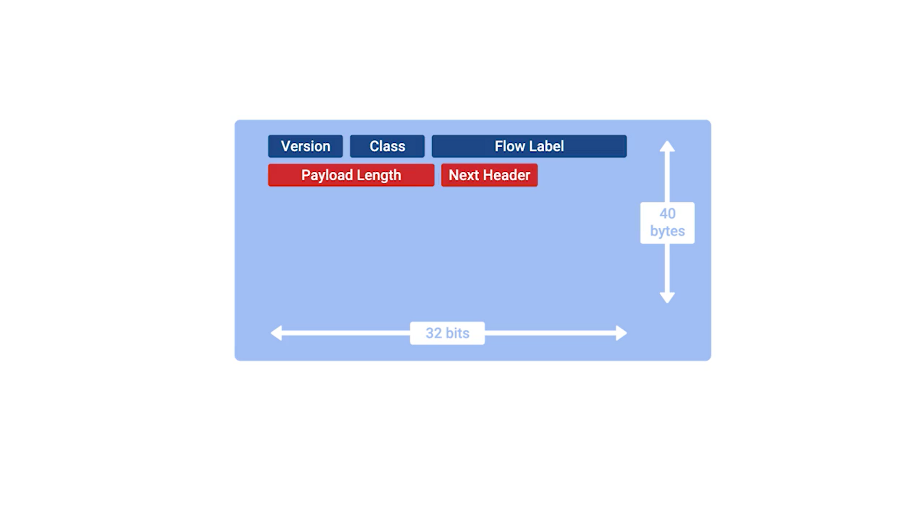 Version Class Flow Label
Payload Length Next Header
40
bytes
32 bits